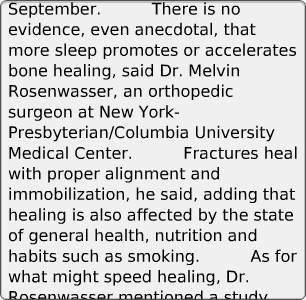 September.          There is no
evidence, even anecdotal, that
more sleep promotes or accelerates
bone healing, said Dr. Melvin
Rosenwasser, an orthopedic
surgeon at New York-
Presbyterian/Columbia University
Medical Center.          Fractures heal
with proper alignment and
immobilization, he said, adding that
healing is also affected by the state
of general health, nutrition and
habits such as smoking.          As for
what might speed healing, Dr.
Rosenwasser mentioned a study